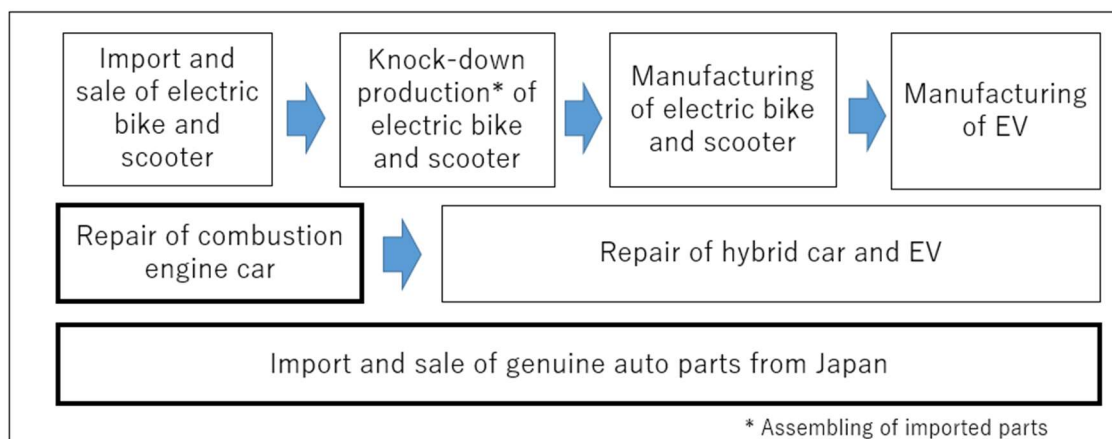 Import and
sale of electric
bike and
scooter
Knock-down
production* of
electric bike
and scooter
Manufacturing
of electric bike
and scooter
Manufacturing
of EV
Repair of combustion
engine car
Repair of hybrid car and EV
Import and sale of genuine auto parts from Japan
* Assembling of imported parts